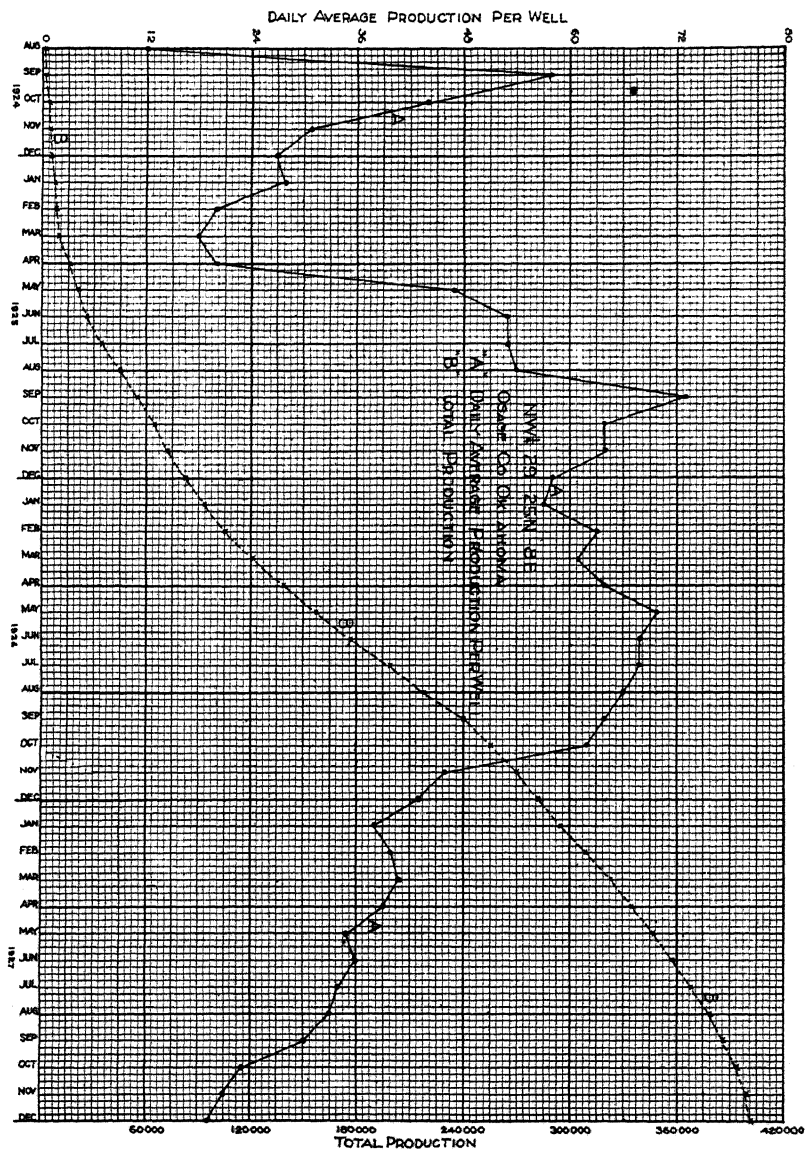 DAILY AVERAGE PRODUCTION PER WELL
0 12 24 36 48 60 72
AUG
SEP
1924
OCT
NOV
DEC
JAN
FEB
MAR
APR
MAY
1925
JUN
JUL
AUG
SEP
OCT
NOV
DEC
JAN
FEB
MAR
APR
MAY
1926
JUN
JUL
AUG
SEP
OCT
NOV
DEC
JAN
FEB
MAR
APR
MAY
1927
JUN
JUL
AUG
SEP
OCT
NOV
DEC
A
B
A
B
A
B
NW¼ 29 25N 8E
OSAGE CO. OKLAHOMA
"A" DAILY AVERAGE PRODUCTION PER WELL
"B" TOTAL PRODUCTION
60000 120000 180000 240000 300000 360000 420000
TOTAL PRODUCTION